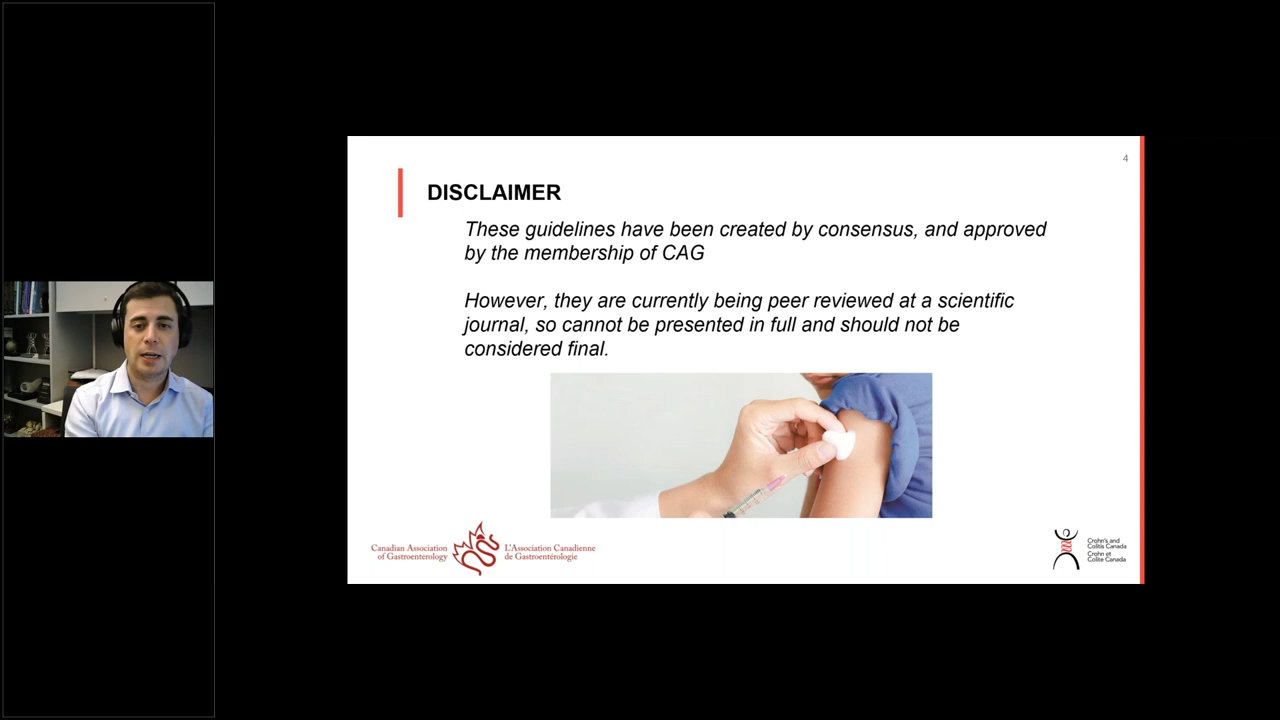 4
DISCLAIMER
These guidelines have been created by consensus, and approved
by the membership of CAG
However, they are currently being peer reviewed at a scientific
journal, so cannot be presented in full and should not be
considered final.
Canadian Association
of Gastroenterology
L'Association Canadienne
de Gastroentérologie
Crohn's and
Colitis Canada
Crohn et
Colite Canada